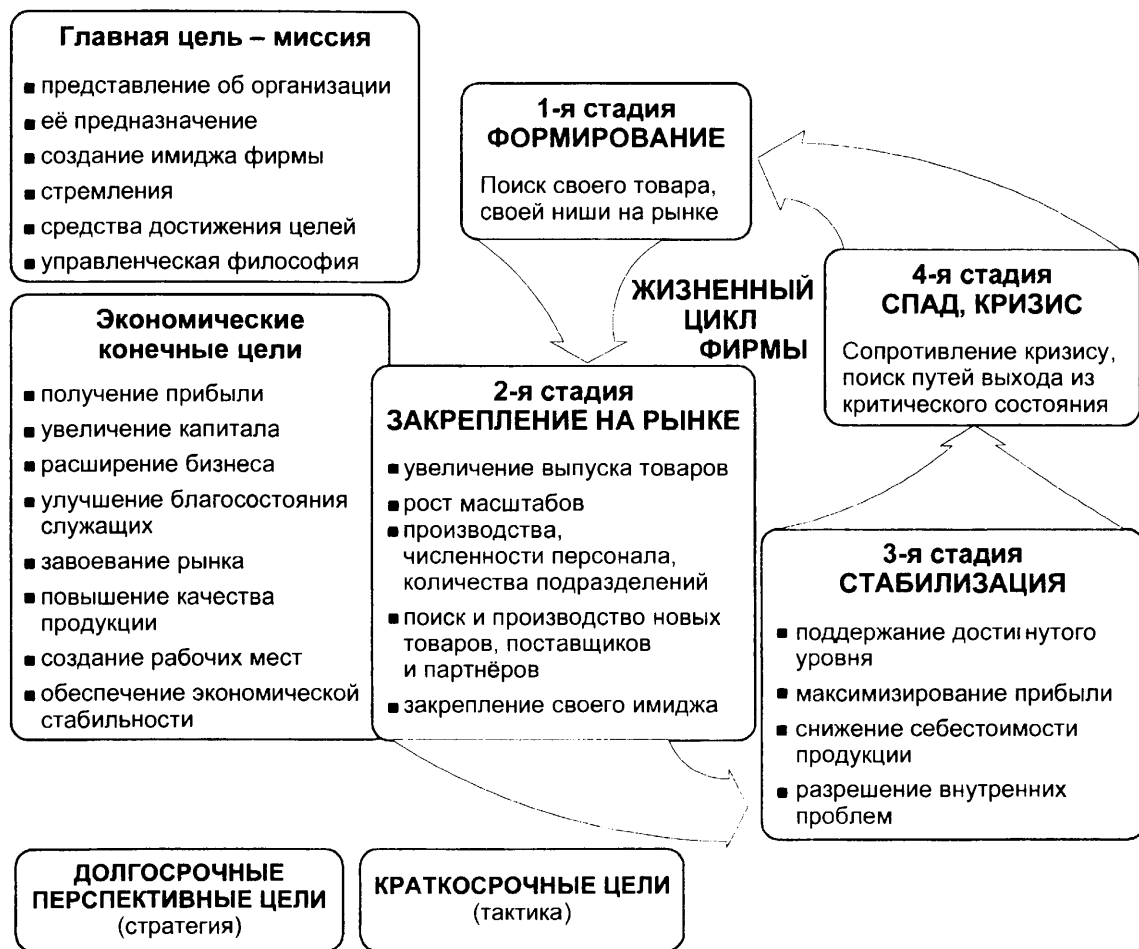 Главная цель – миссия
■ представление об организации
■ её предназначение
■ создание имиджа фирмы
■ стремления
■ средства достижения целей
■ управленческая философия
Экономические
конечные цели
■ получение прибыли
■ увеличение капитала
■ расширение бизнеса
■ улучшение благосостояния
служащих
■ завоевание рынка
■ повышение качества
продукции
■ создание рабочих мест
■ обеспечение экономической
стабильности
1-я стадия
ФОРМИРОВАНИЕ
Поиск своего товара,
своей ниши на рынке
ЖИЗНЕННЫЙ
ЦИКЛ
ФИРМЫ
2-я стадия
ЗАКРЕПЛЕНИЕ НА РЫНКЕ
■ увеличение выпуска товаров
■ рост масштабов
■ производства,
численности персонала,
количества подразделений
■ поиск и производство новых
товаров, поставщиков
и партнёров
■ закрепление своего имиджа
3-я стадия
СТАБИЛИЗАЦИЯ
■ поддержание достигнутого
уровня
■ максимизирование прибыли
■ снижение себестоимости
продукции
■ разрешение внутренних
проблем
4-я стадия
СПАД, КРИЗИС
Сопротивление кризису,
поиск путей выхода из
критического состояния
ДОЛГОСРОЧНЫЕ
ПЕРСПЕКТИВНЫЕ ЦЕЛИ
(стратегия)
КРАТКОСРОЧНЫЕ ЦЕЛИ
(тактика)